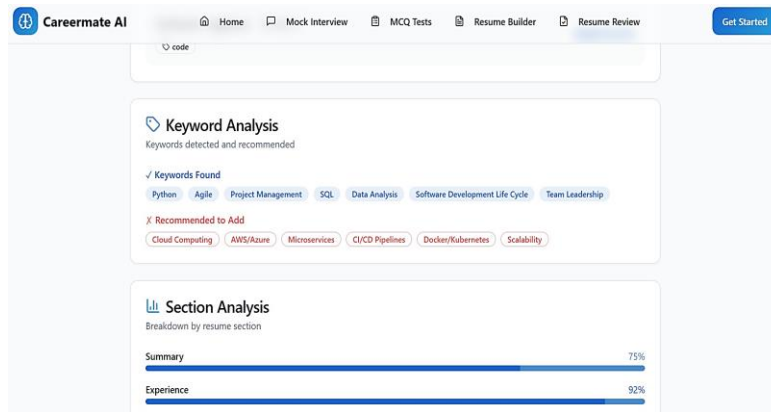 Careermate AI Home Mock Interview MCQ Tests Resume Builder Resume Review Get Started
code
Keyword Analysis
Keywords detected and recommended
✓ Keywords Found
Python Agile Project Management SQL Data Analysis Software Development Life Cycle Team Leadership
✗ Recommended to Add
Cloud Computing AWS/Azure Microservices CI/CD Pipelines Docker/Kubernetes Scalability
Section Analysis
Breakdown by resume section
Summary 75%
Experience 92%